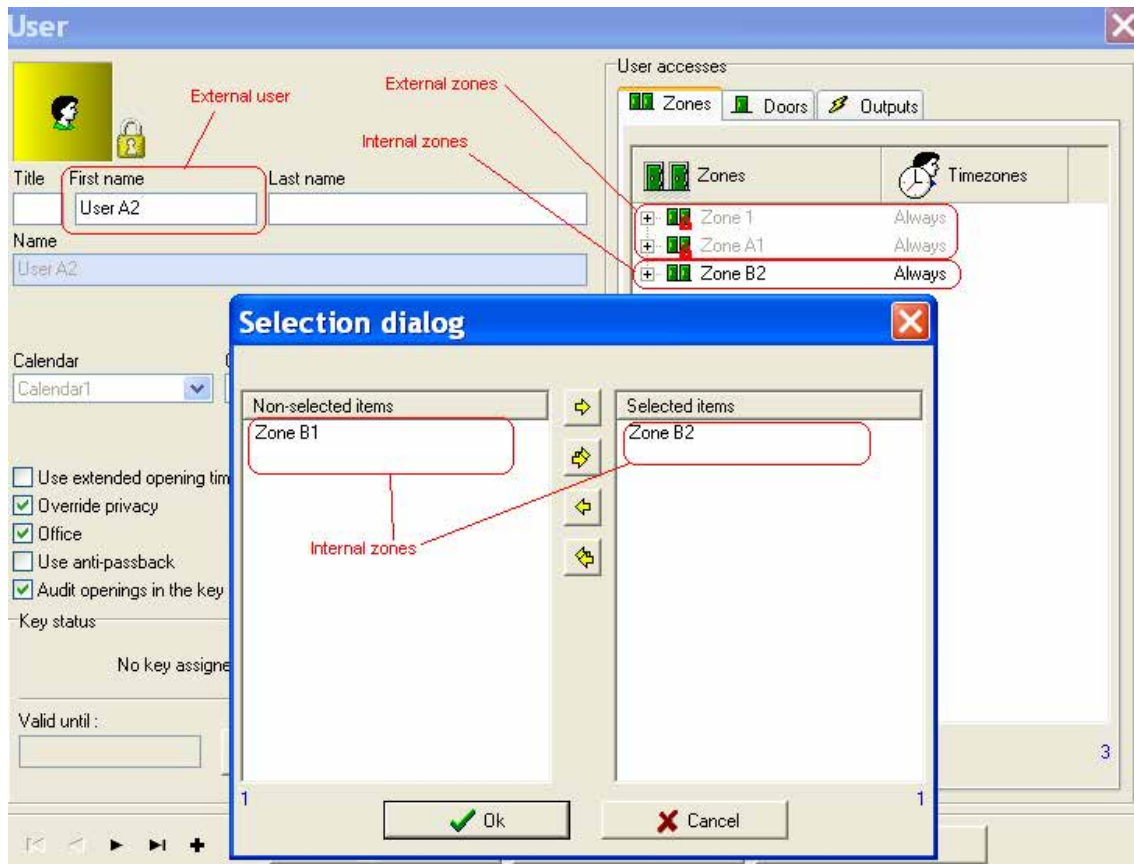 User
User accesses
External user
External zones
Zones Doors Outputs
Internal zones
Zones Timezones
Title First name Last name
User A2
Zone 1 Always
Zone A1 Always
Name
User A2
Zone B2 Always
Selection dialog
Calendar
Calendar1
Non-selected items
Selected items
Zone B1
Zone B2
Use extended opening tim
Override privacy
Office
Internal zones
Use anti-passback
Audit openings in the key
Key status
No key assigne
Valid until :
3
1
1
Ok
Cancel